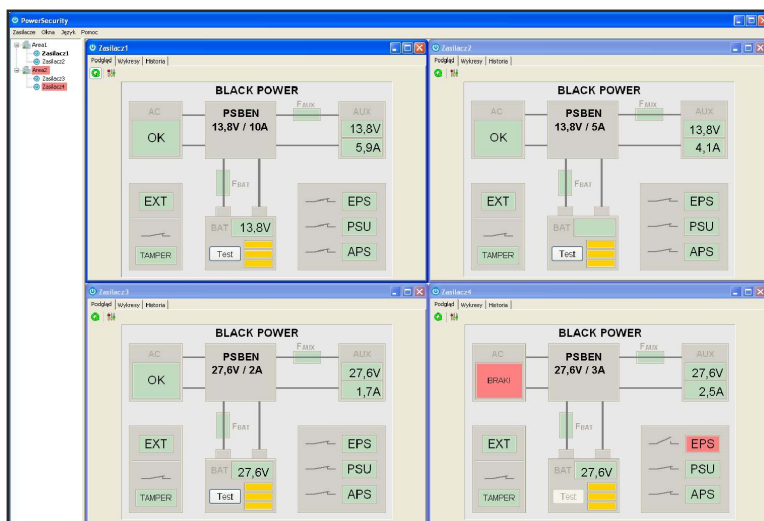 PowerSecurity
Zasilacze Okna Język Pomoc
Area1
Zasilacz1
Zasilacz2
Area2
Zasilacz3
Zasilacz4
Zasilacz1
Podgląd Wykresy Historia
BLACK POWER
AC
OK
PSBEN
13,8V / 10A
FAUX
AUX
13,8V
5,9A
FBAT
EXT
TAMPER
BAT 13,8V
Test
EPS
PSU
APS
Zasilacz2
Podgląd Wykresy Historia
BLACK POWER
AC
OK
PSBEN
13,8V / 5A
FAUX
AUX
13,8V
4,1A
FBAT
EXT
TAMPER
BAT
Test
EPS
PSU
APS
Zasilacz3
Podgląd Wykresy Historia
BLACK POWER
AC
OK
PSBEN
27,6V / 2A
FAUX
AUX
27,6V
1,7A
FBAT
EXT
TAMPER
BAT 27,6V
Test
EPS
PSU
APS
Zasilacz4
Podgląd Wykresy Historia
BLACK POWER
AC
BRAK!
PSBEN
27,6V / 3A
FAUX
AUX
27,6V
2,5A
FBAT
EXT
TAMPER
BAT 27,6V
Test
EPS
PSU
APS